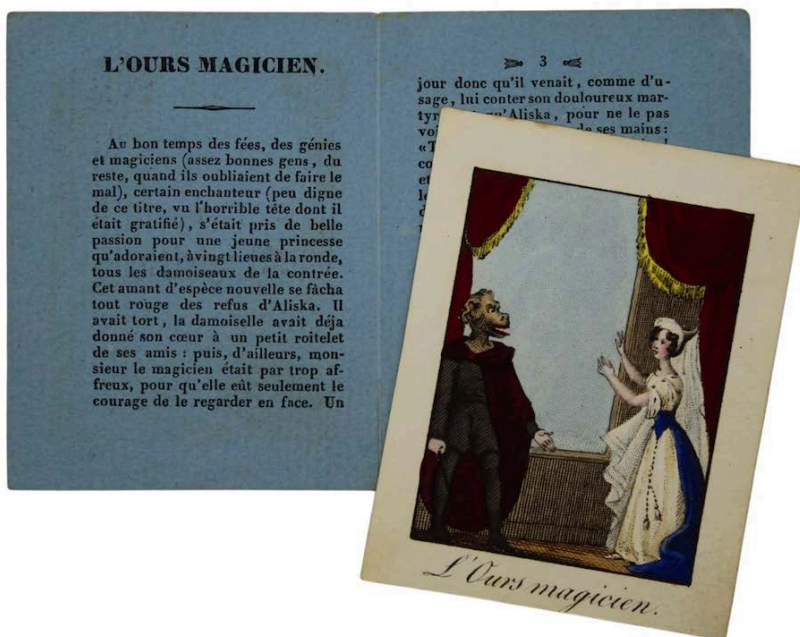 L'OURS MAGICIEN.
Au bon temps des fées, des génies
et magiciens (assez bonnes gens, du
reste, quand ils oubliaient de faire le
mal), certain enchanteur (peu digne
de ce titre, vu l'horrible tête dont il
était gratifié), s'était pris de belle
passion pour une jeune princesse
qu'adoraient, à vingt lieues à la ronde,
tous les damoiseaux de la contrée.
Cet amant d'espèce nouvelle se fâcha
tout rouge des refus d'Aliska. Il
avait tort, la damoiselle avait déja
donné son cœur à un petit roitelet
de ses amis : puis, d'ailleurs, mon-
sieur le magicien était par trop af-
freux, pour qu'elle eût seulement le
courage de le regarder en face. Un
3
jour donc qu'il venait, comme d'u-
sage, lui conter son douloureux mar-
qu'Aliska, pour ne le pas
de ses mains:
L'Ours magicien.